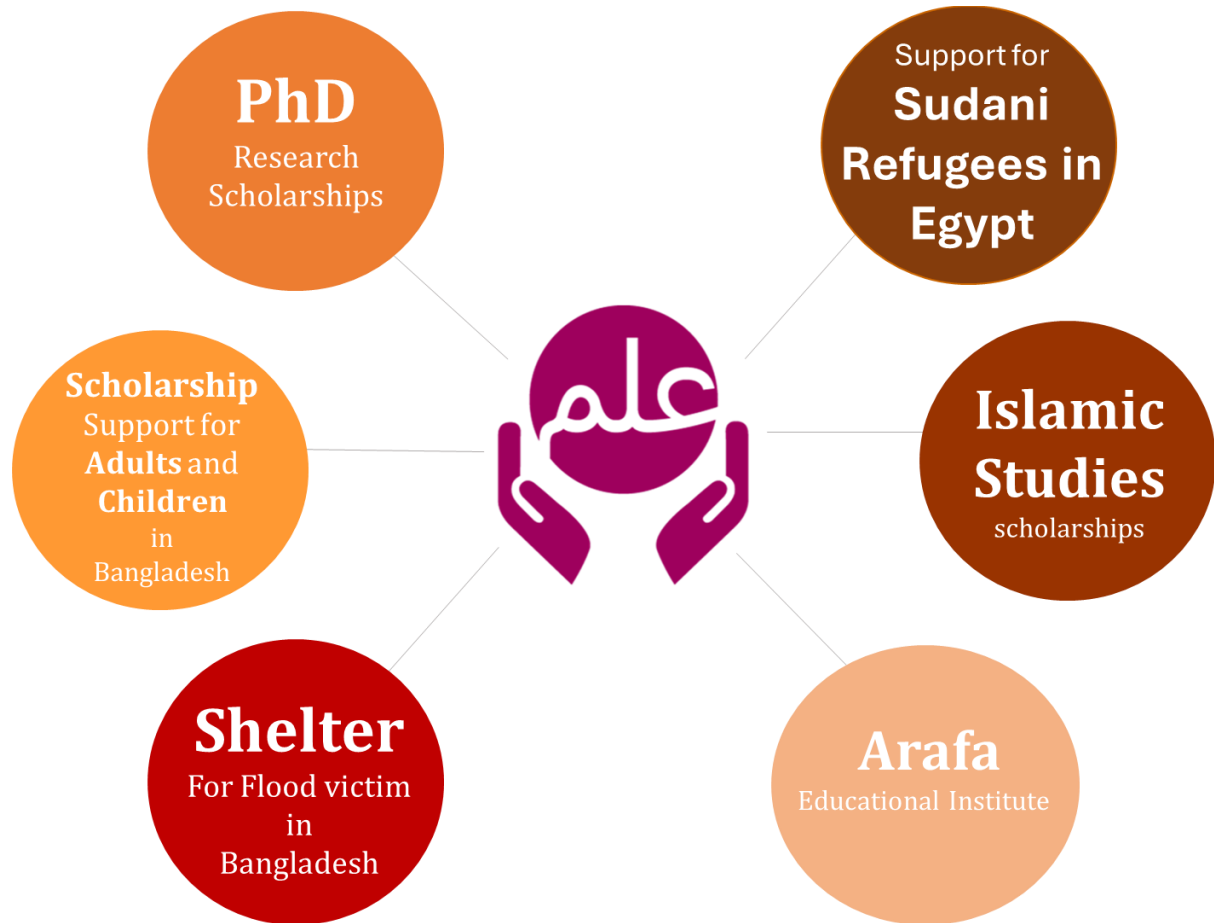 PhD
Research
Scholarships
Support for
Sudani
Refugees in
Egypt
علم
Scholarship
Support for
Adults and
Children
in
Bangladesh
Islamic
Studies
scholarships
Shelter
For Flood victim
in
Bangladesh
Arafa
Educational Institute